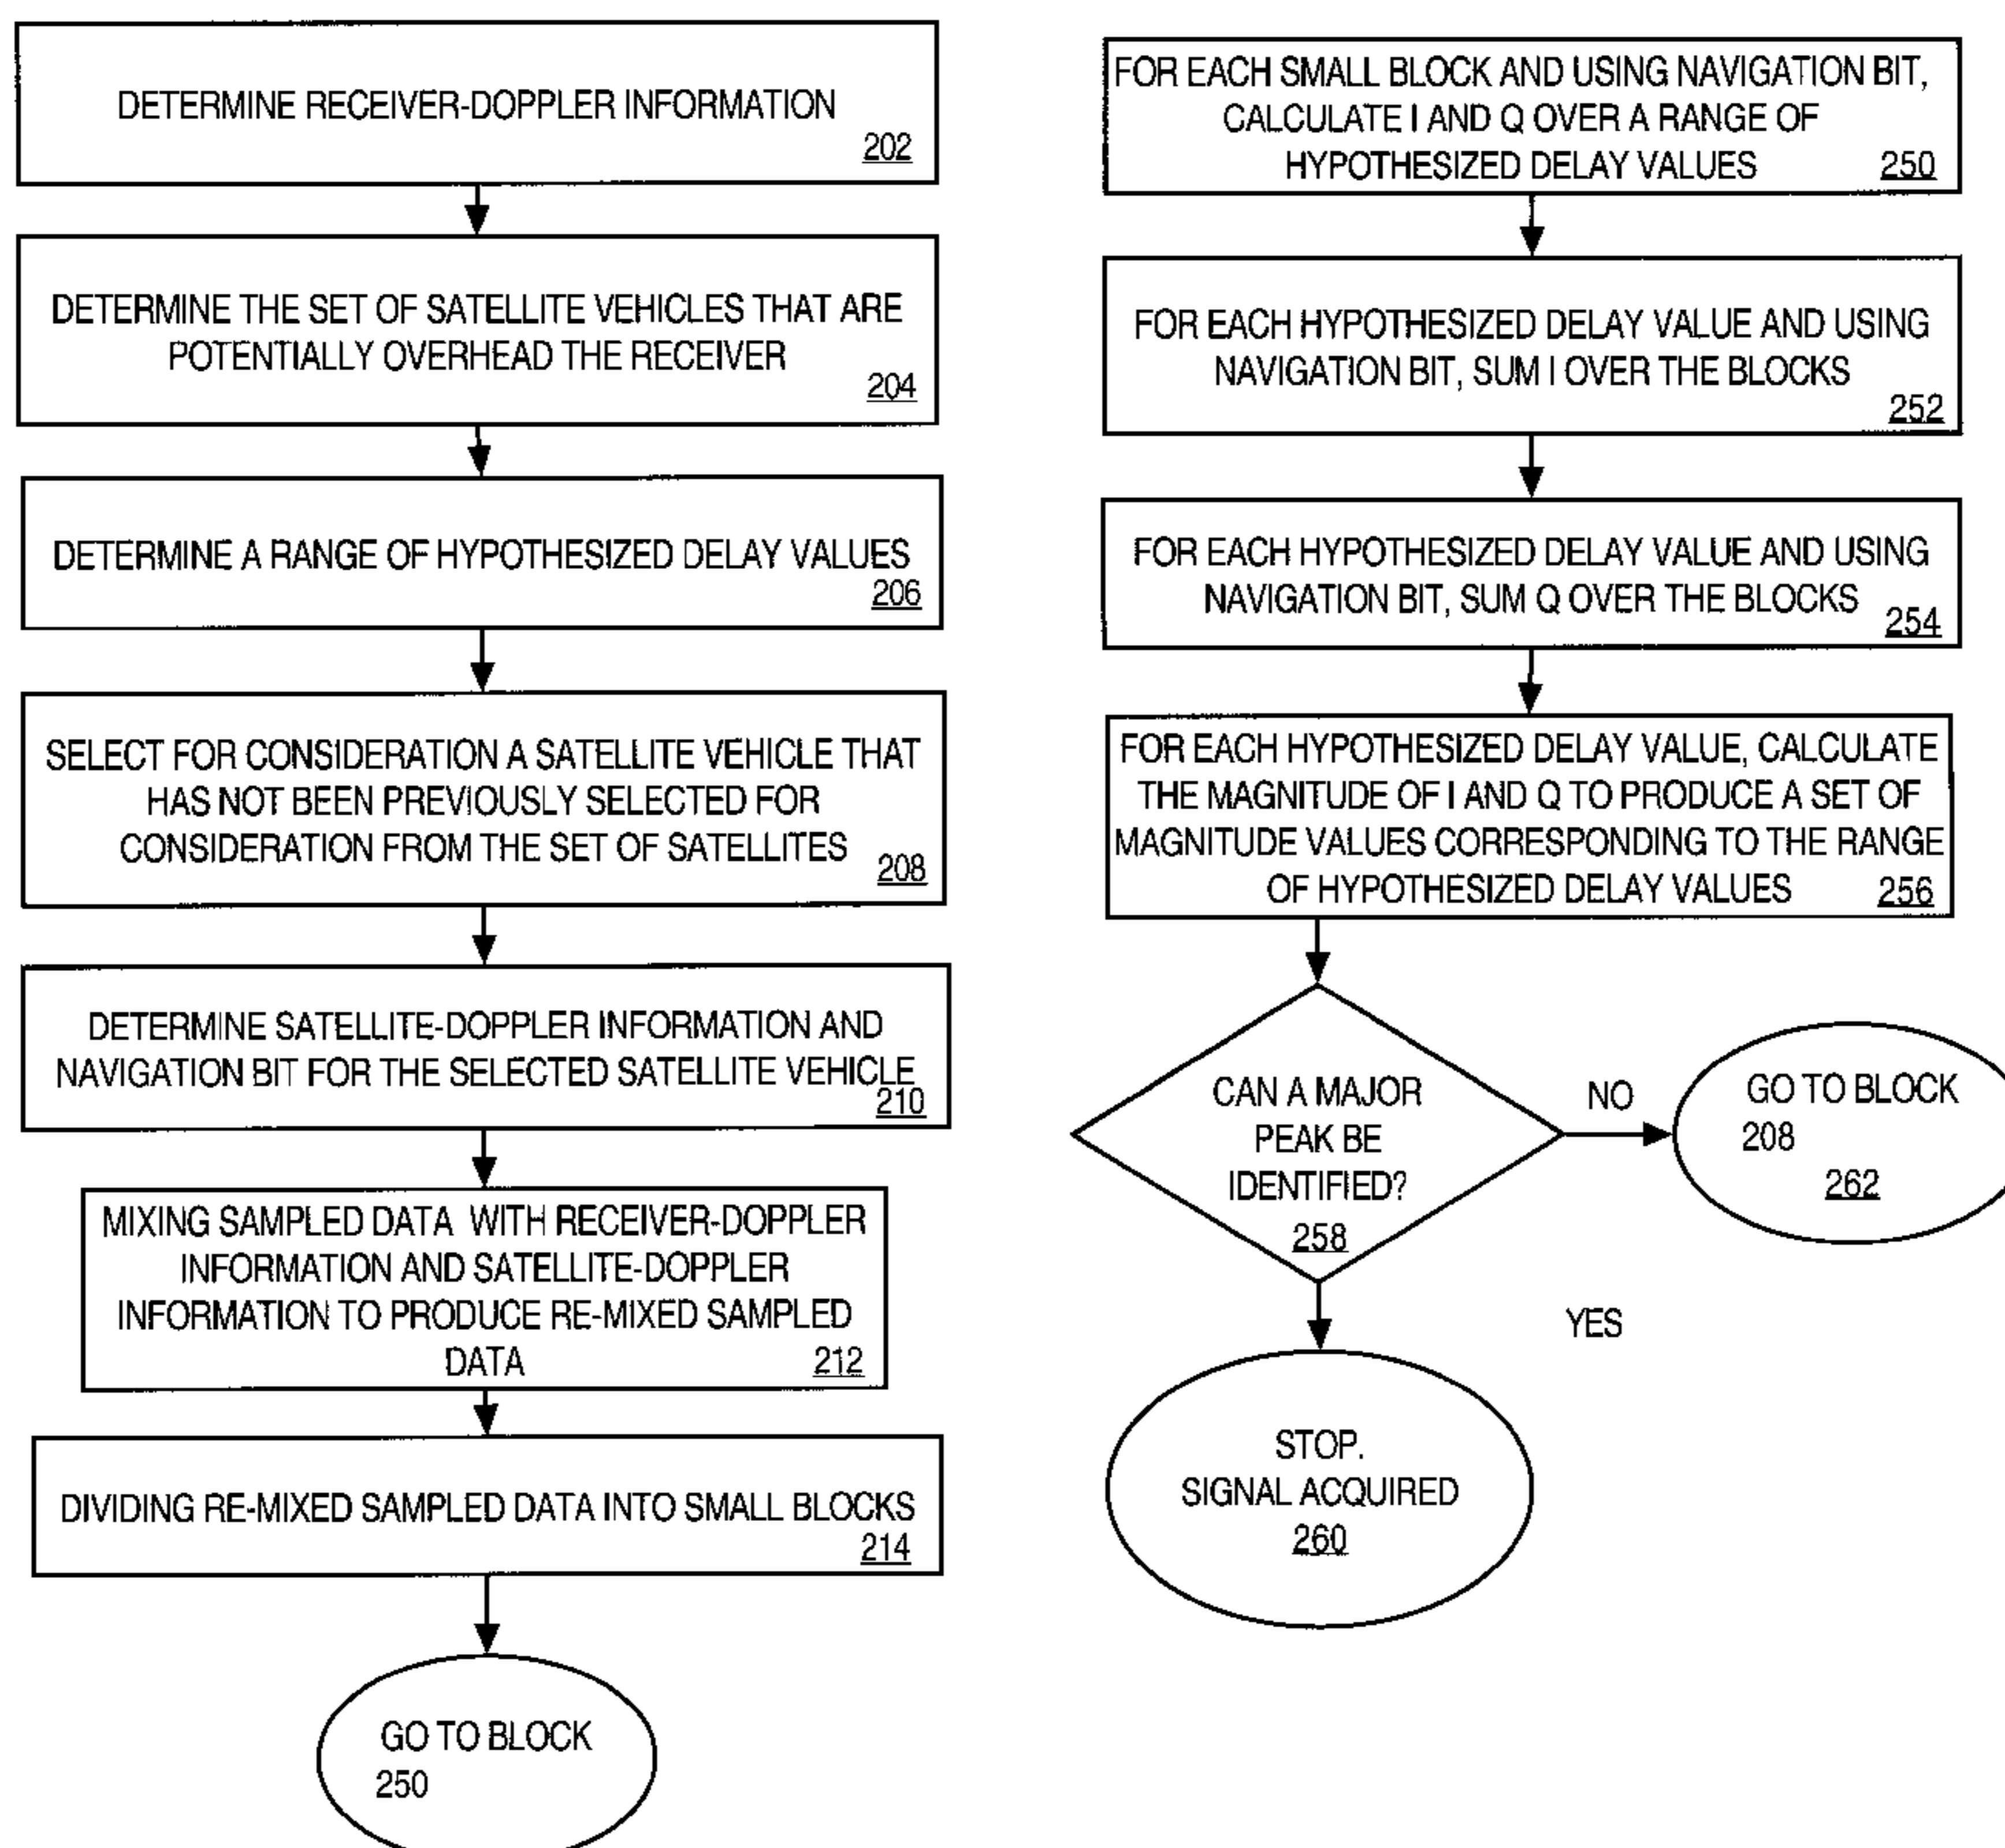 DETERMINE RECEIVER-DOPPLER INFORMATION
202
DETERMINE THE SET OF SATELLITE VEHICLES THAT ARE
POTENTIALLY OVERHEAD THE RECEIVER
204
DETERMINE A RANGE OF HYPOTHESIZED DELAY VALUES
206
SELECT FOR CONSIDERATION A SATELLITE VEHICLE THAT
HAS NOT BEEN PREVIOUSLY SELECTED FOR
CONSIDERATION FROM THE SET OF SATELLITES
208
DETERMINE SATELLITE-DOPPLER INFORMATION AND
NAVIGATION BIT FOR THE SELECTED SATELLITE VEHICLE
210
MIXING SAMPLED DATA WITH RECEIVER-DOPPLER
INFORMATION AND SATELLITE-DOPPLER
INFORMATION TO PRODUCE RE-MIXED SAMPLED
DATA 212
DIVIDING RE-MIXED SAMPLED DATA INTO SMALL BLOCKS
214
GO TO BLOCK
250
FOR EACH SMALL BLOCK AND USING NAVIGATION BIT,
CALCULATE I AND Q OVER A RANGE OF
HYPOTHESIZED DELAY VALUES 250
FOR EACH HYPOTHESIZED DELAY VALUE AND USING
NAVIGATION BIT, SUM I OVER THE BLOCKS
252
FOR EACH HYPOTHESIZED DELAY VALUE AND USING
NAVIGATION BIT, SUM Q OVER THE BLOCKS
254
FOR EACH HYPOTHESIZED DELAY VALUE, CALCULATE
THE MAGNITUDE OF I AND Q TO PRODUCE A SET OF
MAGNITUDE VALUES CORRESPONDING TO THE RANGE
OF HYPOTHESIZED DELAY VALUES 256
CAN A MAJOR
PEAK BE
IDENTIFIED?
258
NO
GO TO BLOCK
208
262
YES
STOP.
SIGNAL ACQUIRED
260